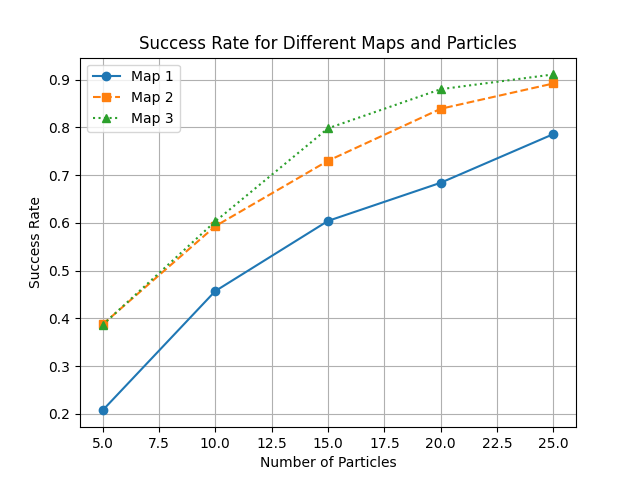 Success Rate for Different Maps and Particles
Map 1
Map 2
Map 3
Success Rate
0.9
0.8
0.7
0.6
0.5
0.4
0.3
0.2
5.0 7.5 10.0 12.5 15.0 17.5 20.0 22.5 25.0
Number of Particles